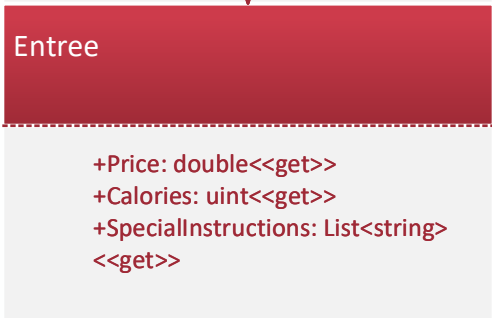 Entree
+Price: double<<get>>
+Calories: uint<<get>>
+SpecialInstructions: List<string>
<<get>>